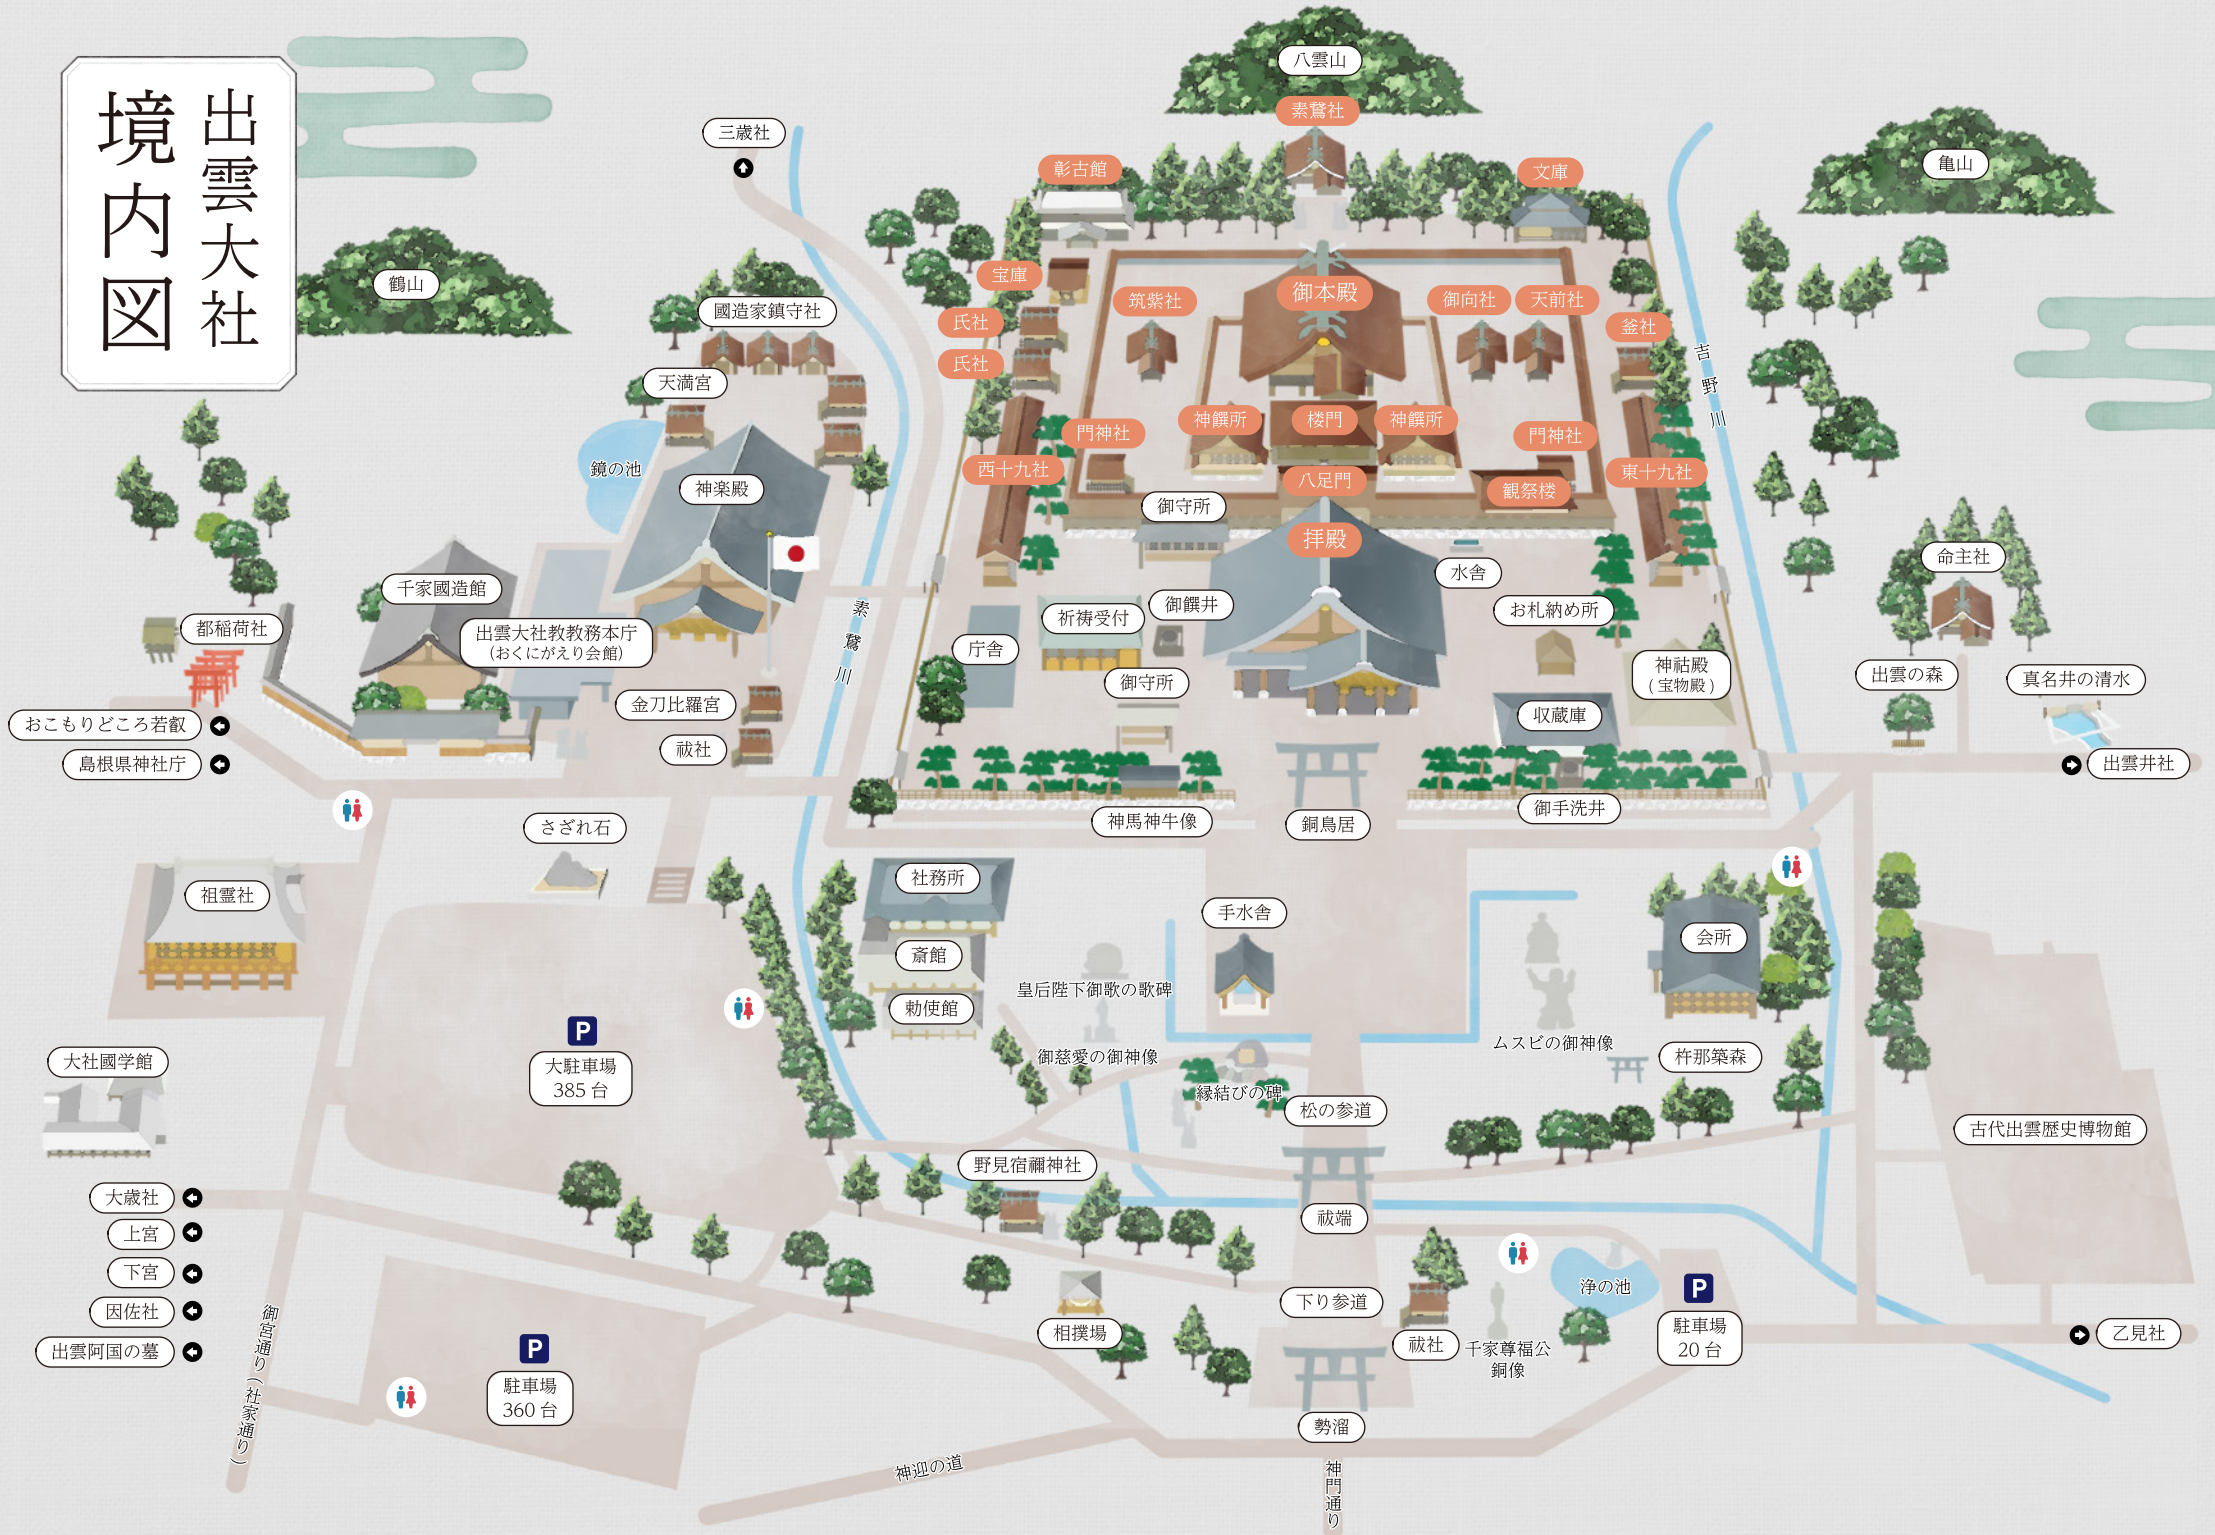 出雲大社
境内図
八雲山
素鵞社
三歳社
亀山
彰古館
文庫
鶴山
宝庫
御本殿
筑紫社
御向社
天前社
國造家鎮守社
氏社
釜社
氏社
吉野川
天満宮
神饌所
楼門
神饌所
門神社
門神社
鏡の池
西十九社
東十九社
八足門
神楽殿
観祭楼
御守所
拝殿
命主社
水舎
千家國造館
御饌井
お札納め所
祈祷受付
素鵞川
都稲荷社
出雲大社教教務本庁
(おくにがえり会館)
庁舎
神祜殿
(宝物殿)
出雲の森
真名井の清水
御守所
金刀比羅宮
収蔵庫
おこもりどころ若叡
祓社
島根県神社庁
出雲井社
御手洗井
神馬神牛像
銅鳥居
さざれ石
社務所
祖霊社
手水舎
会所
斎館
皇后陛下御歌の歌碑
勅使館
ムスビの御神像
御慈愛の御神像
杵那築森
大社國学館
P
大駐車場
385台
縁結びの碑
松の参道
古代出雲歴史博物館
野見宿禰神社
大歳社
祓端
上宮
下宮
浄の池
P
駐車場
20台
下り参道
因佐社
相撲場
祓社
千家尊福公
銅像
乙見社
出雲阿国の墓
御宮通り(社家通り)
P
駐車場
360台
勢溜
神迎の道
神門通り